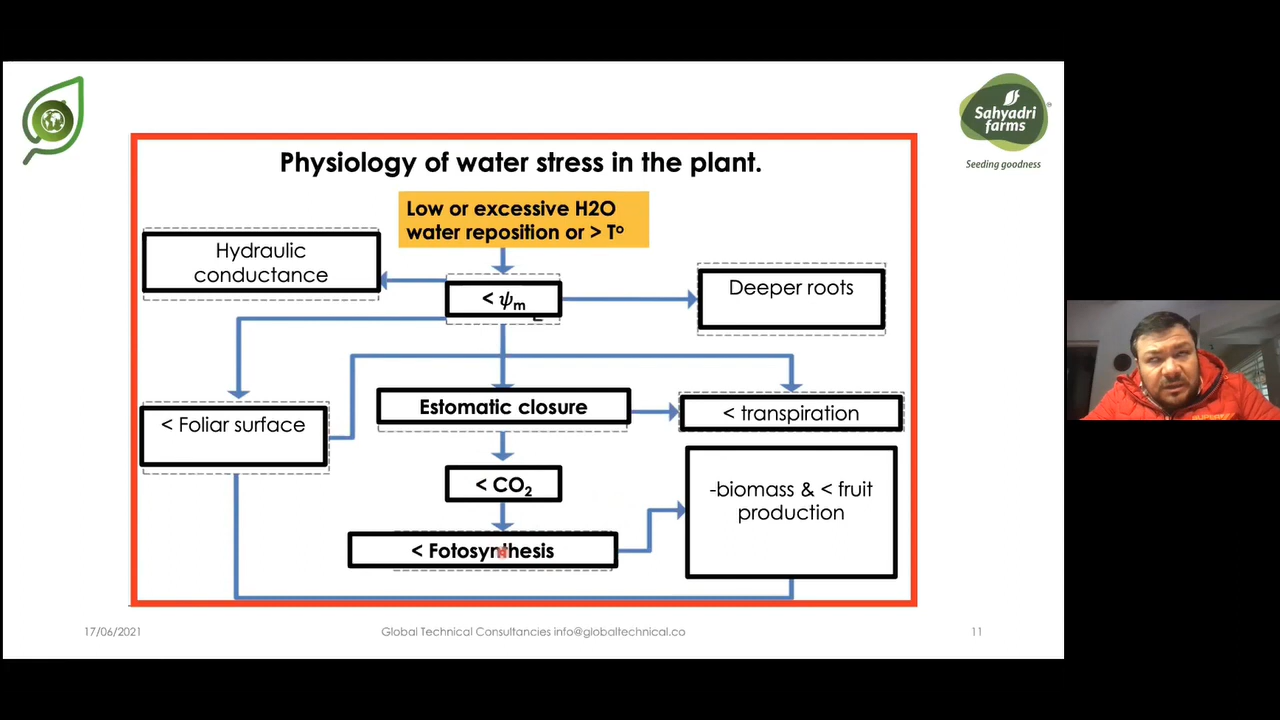 Sahyadri
farms
Seeding goodness
Physiology of water stress in the plant.
Low or excessive H2O
water reposition or > Tº
Hydraulic
conductance
< ψm
Deeper roots
< Foliar surface
Estomatic closure
< transpiration
< CO₂
-biomass & < fruit
production
< Fotosynthesis
17/06/2021
Global Technical Consultancies info@globaltechnical.co
11